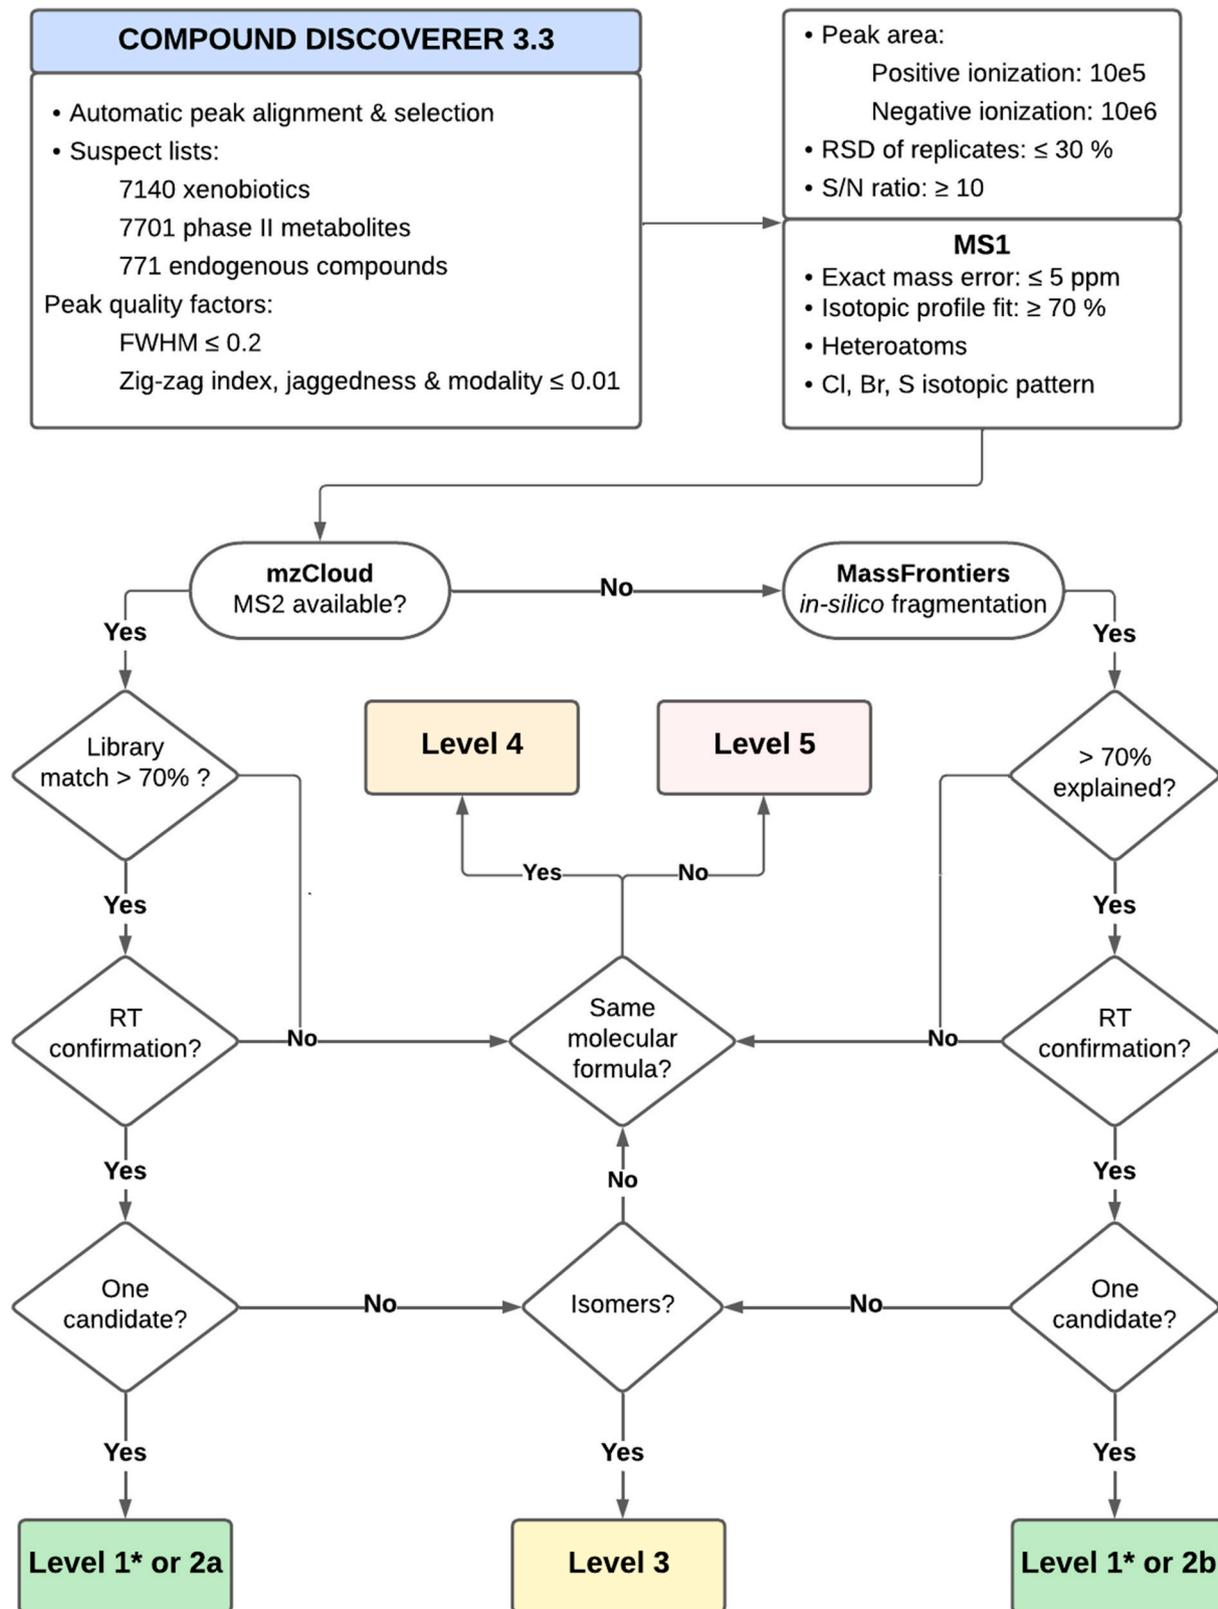 COMPOUND DISCOVERER 3.3
• Automatic peak alignment & selection
• Suspect lists:
7140 xenobiotics
7701 phase II metabolites
771 endogenous compounds
Peak quality factors:
FWHM ≤ 0.2
Zig-zag index, jaggedness & modality ≤ 0.01
• Peak area:
Positive ionization: 10e5
Negative ionization: 10e6
• RSD of replicates: ≤ 30 %
• S/N ratio: ≥ 10
MS1
• Exact mass error: ≤ 5 ppm
• Isotopic profile fit: ≥ 70 %
• Heteroatoms
• Cl, Br, S isotopic pattern
mzCloud
MS2 available?
No
MassFrontiers
in-silico fragmentation
Yes
Yes
Library
match > 70% ?
Level 4
Level 5
> 70%
explained?
Yes
No
Yes
Yes
RT
confirmation?
No
Same
molecular
formula?
No
RT
confirmation?
Yes
No
Yes
One
candidate?
No
Isomers?
No
One
candidate?
Yes
Yes
Yes
Level 1* or 2a
Level 3
Level 1* or 2b